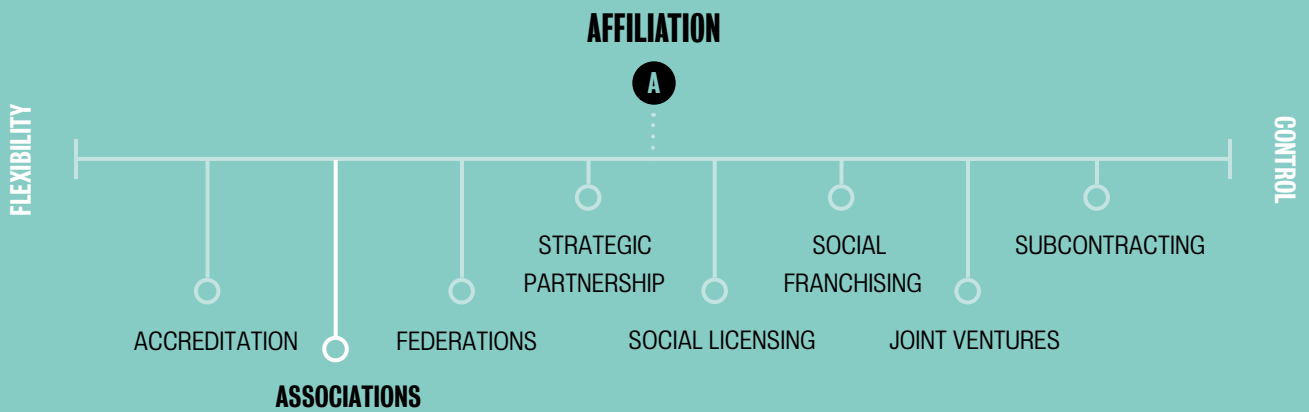 AFFILIATION
A
FLEXIBILITY
CONTROL
STRATEGIC
PARTNERSHIP
SOCIAL
FRANCHISING
SUBCONTRACTING
ACCREDITATION
FEDERATIONS
SOCIAL LICENSING
JOINT VENTURES
ASSOCIATIONS